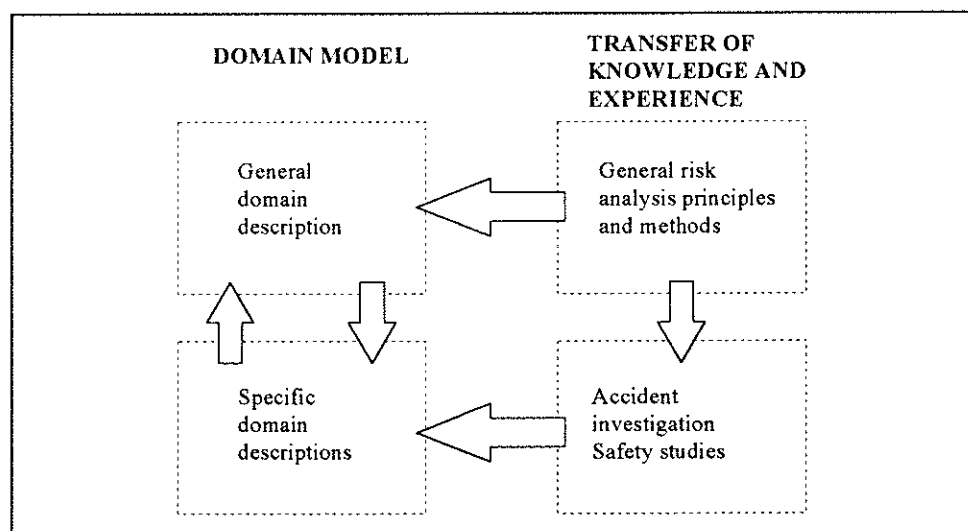 DOMAIN MODEL
TRANSFER OF
KNOWLEDGE AND
EXPERIENCE
General
domain
description
General risk
analysis principles
and methods
Specific
domain
descriptions
Accident
investigation
Safety studies